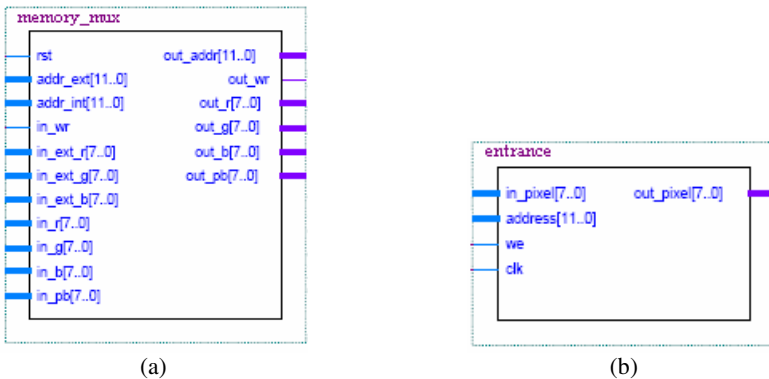 memory_mux
rst
addr_ext[11..0]
addr_int[11..0]
in_wr
in_ext_r[7..0]
in_ext_g[7..0]
in_ext_b[7..0]
in_r[7..0]
in_g[7..0]
in_b[7..0]
in_pb[7..0]
out_addr[11..0]
out_wr
out_r[7..0]
out_g[7..0]
out_b[7..0]
out_pb[7..0]
(a)
entrance
in_pixel[7..0]
address[11..0]
we
clk
out_pixel[7..0]
(b)